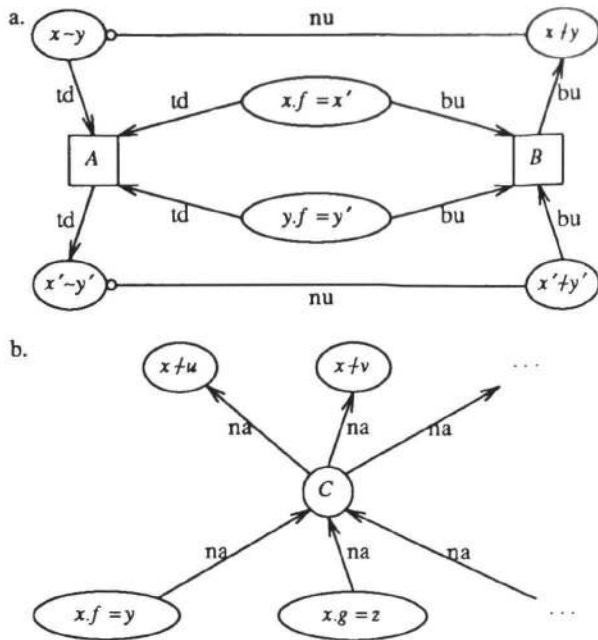 a.
x~y nu x≁y
td bu
td x.f = x′ bu
A B
td y.f = y′ bu
td bu
x′~y′ nu x′≁y′
b.
x≁u x≁v ···
na na na
C
na na na
x.f = y x.g = z ···